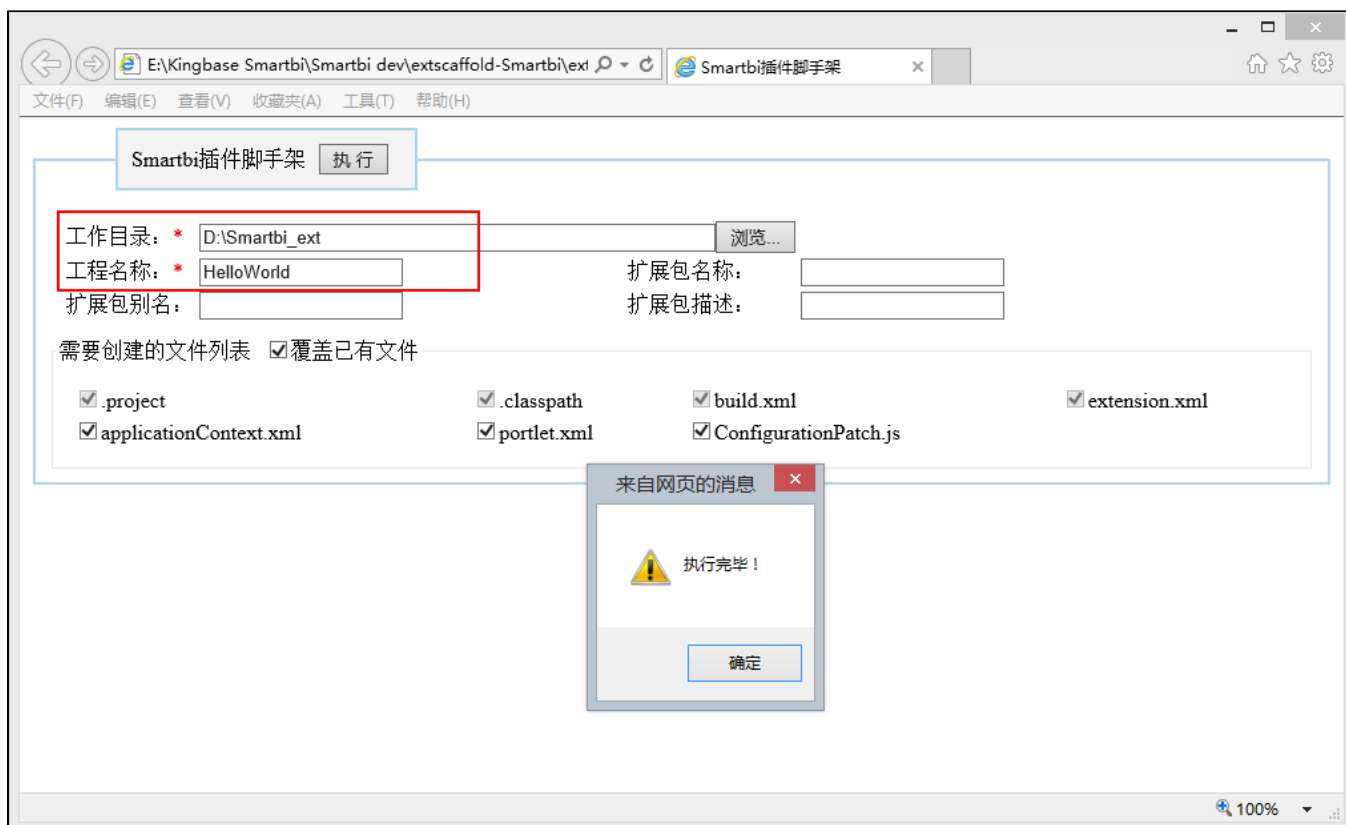 E:\Kingbase Smartbi\Smartbi dev\extscaffold-Smartbi\ext
Smartbi插件脚手架
文件(F) 编辑(E) 查看(V) 收藏夹(A) 工具(T) 帮助(H)
Smartbi插件脚手架 执行
工作目录：* D:\Smartbi_ext 浏览...
工程名称：* HelloWorld 扩展包名称：
扩展包别名： 扩展包描述：
需要创建的文件列表 覆盖已有文件
.project .classpath build.xml extension.xml
applicationContext.xml portlet.xml ConfigurationPatch.js
来自网页的消息
执行完毕！
确定
100%